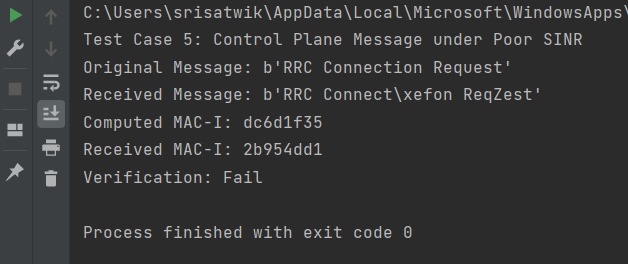 C:\Users\srisatwik\AppData\Local\Microsoft\WindowsApps\
Test Case 5: Control Plane Message under Poor SINR
Original Message: b'RRC Connection Request'
Received Message: b'RRC Connect\xefon ReqZest'
Computed MAC-I: dc6d1f35
Received MAC-I: 2b954dd1
Verification: Fail
Process finished with exit code 0